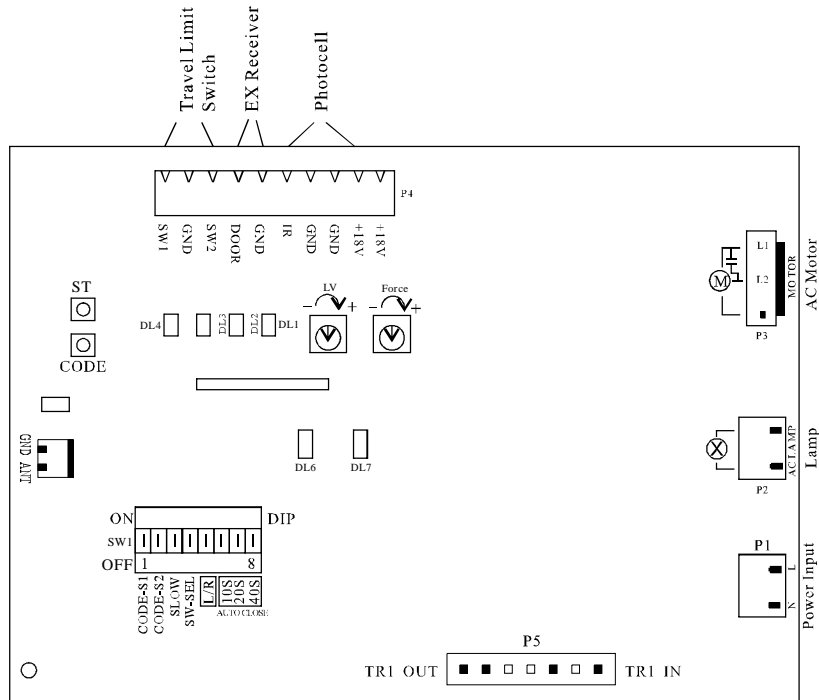 Travel Limit
Switch
EX Receiver
Photocell
P4
SW1
GND
SW2
DOOR
GND
IR
GND
GND
+18V
+18V
ST
CODE
LV
- +
Force
- +
DL4
DL3
DL2
DL1
L1
L2
M
MOTOR
P3
AC Motor
GND ANT
DL6
DL7
AC LAMP
P2
Lamp
ON
DIP
SW1
OFF
1
8
CODE-S1
CODE-S2
SLOW
SW-SEL
L/R
10S
20S
40S
AUTO CLOSE
P1
L
N
Power Input
P5
TR1 OUT
TR1 IN